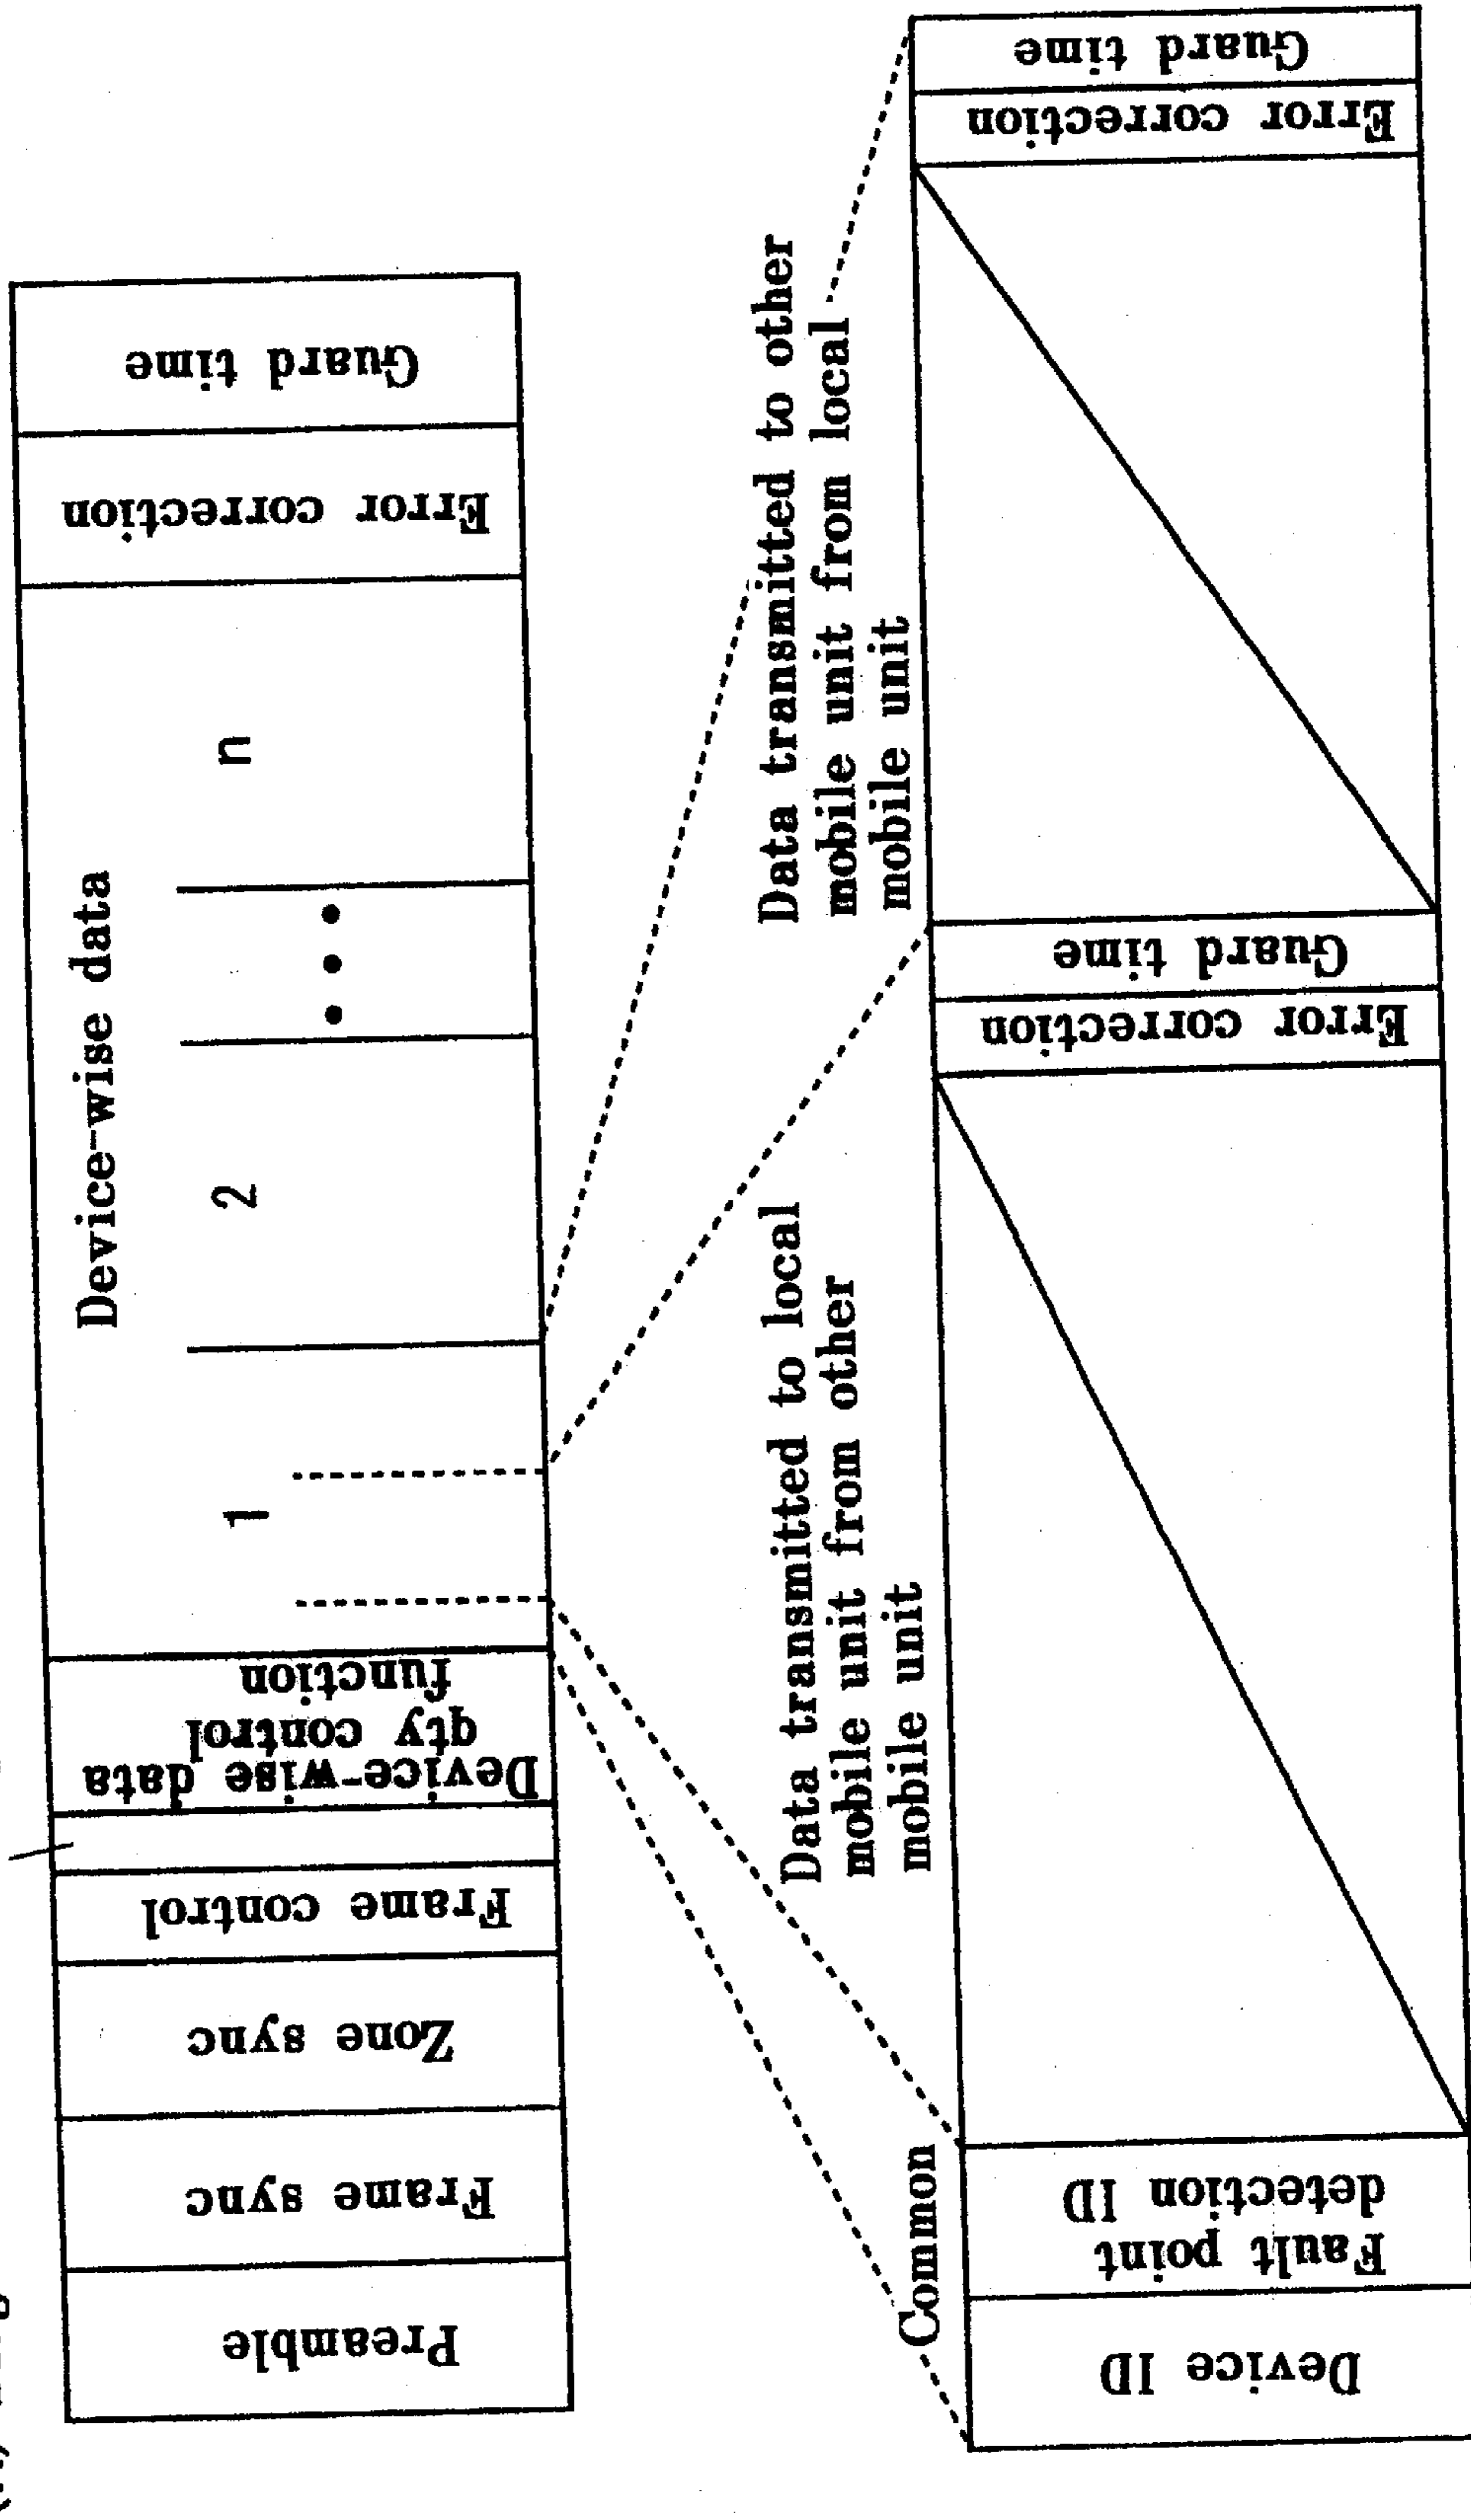 Preamble
Frame sync
Zone sync
Frame control
Device-wise data
qty control
function
Device-wise data
1
2
n
Error correction
Guard time
Common
Data transmitted to local
mobile unit from other
mobile unit
Data transmitted to other
mobile unit from local
mobile unit
Device ID
Fault point
detection ID
Error correction
Guard time
Error correction
Guard time